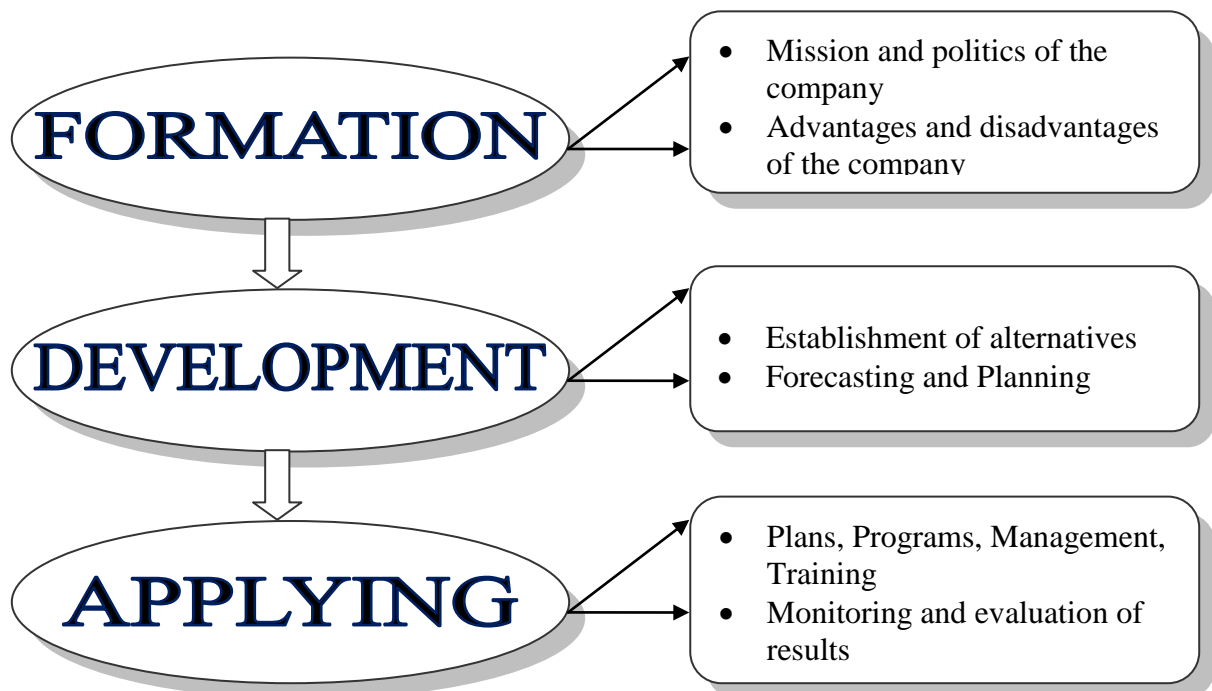 FORMATION
• Mission and politics of the
company
• Advantages and disadvantages
of the company
DEVELOPMENT
• Establishment of alternatives
• Forecasting and Planning
APPLYING
• Plans, Programs, Management,
Training
• Monitoring and evaluation of
results